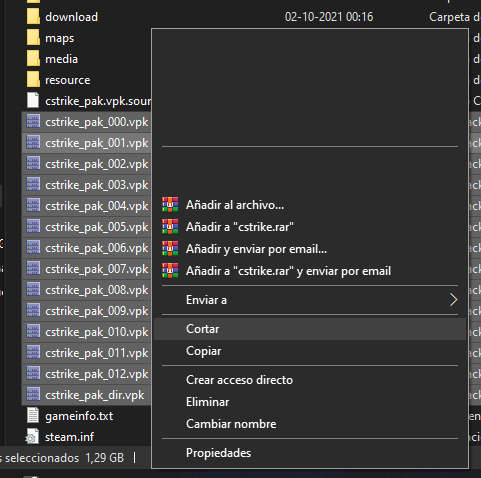 download 02-10-2021 00:16 Carpeta d
maps
media
resource
cstrike_pak.vpk.sour
cstrike_pak_000.vpk
cstrike_pak_001.vpk
cstrike_pak_002.vpk
cstrike_pak_003.vpk
cstrike_pak_004.vpk
cstrike_pak_005.vpk
cstrike_pak_006.vpk
cstrike_pak_007.vpk
cstrike_pak_008.vpk
cstrike_pak_009.vpk
cstrike_pak_010.vpk
cstrike_pak_011.vpk
cstrike_pak_012.vpk
cstrike_pak_dir.vpk
gameinfo.txt
steam.inf
s seleccionados 1,29 GB
Añadir al archivo...
Añadir a "cstrike.rar"
Añadir y enviar por email...
Añadir a "cstrike.rar" y enviar por email
Enviar a
Cortar
Copiar
Crear acceso directo
Eliminar
Cambiar nombre
Propiedades